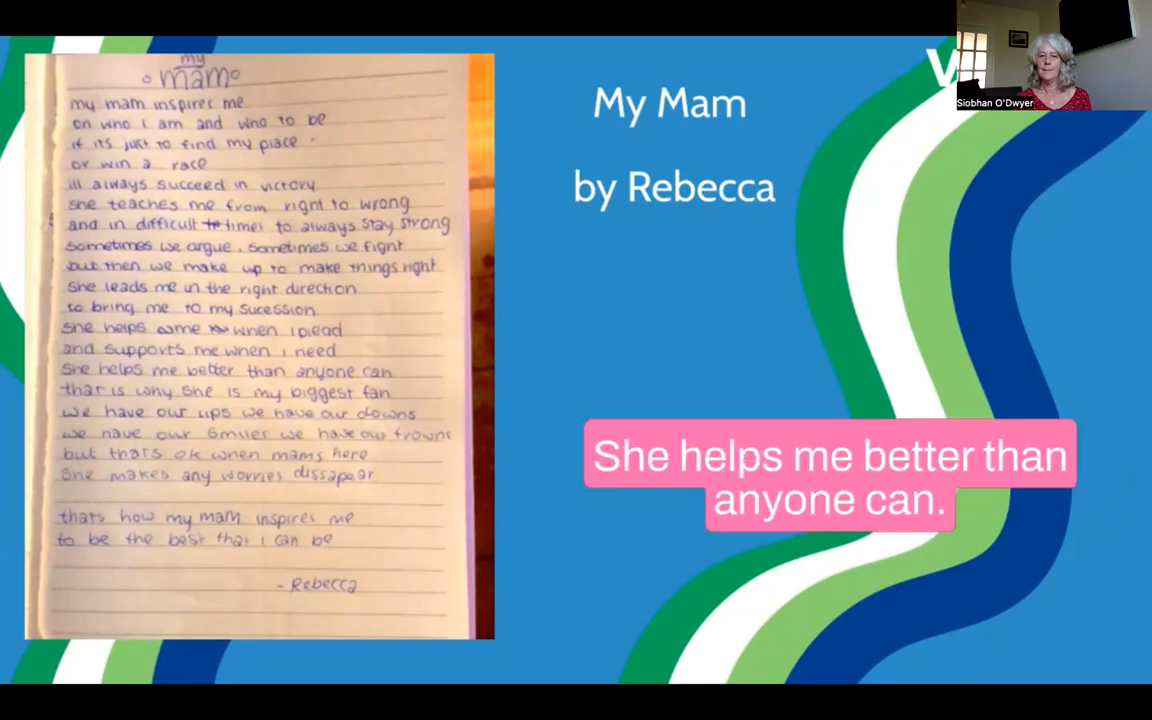 my
mam
my mam inspires me
on who I am and who to be
if its just to find my place
or win a race
ill always succeed in victory
she teaches me from right to wrong
and in difficult times to always stay strong
sometimes we argue, sometimes we fight
but then we make up to make things right
She leads me in the right direction
to bring me to my sucession
she helps me when i plead
and supports me when i need
She helps me better than anyone can
that is why she is my biggest fan
we have our ups we have our downs
we have our smiles we have our frowns
but thats ok when mams here
She makes any worries dissapear
thats how my mam inspires me
to be the best that i can be
- Rebecca
My Mam
by Rebecca
Siobhan O'Dwyer
She helps me better than
anyone can.